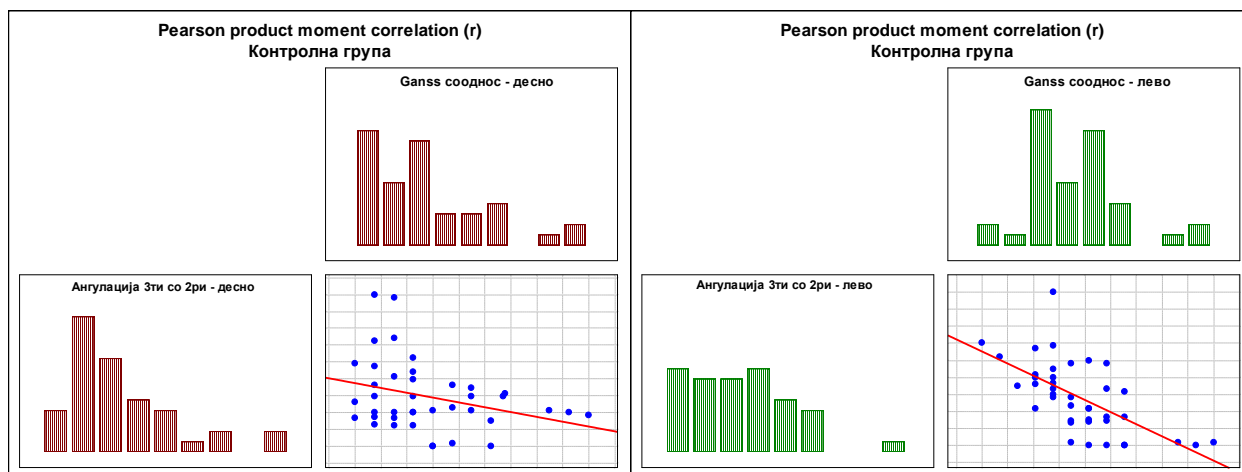 Pearson product moment correlation (r)
Контролна група
Ganss сооднос - десно
Ангулација 3ти со 2ри - десно
Pearson product moment correlation (r)
Контролна група
Ganss сооднос - лево
Ангулација 3ти со 2ри - лево